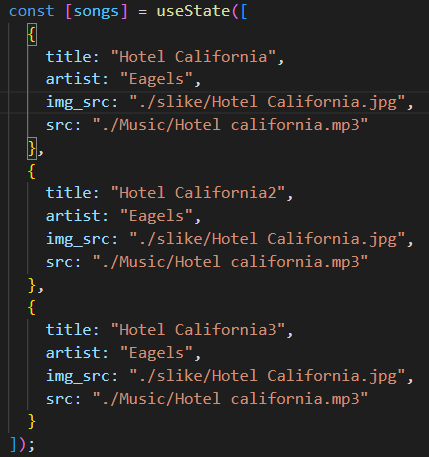 const [songs] = useState([
  {
    title: "Hotel California",
    artist: "Eagels",
    img_src: "./slike/Hotel California.jpg",
    src: "./Music/Hotel california.mp3"
  },
  {
    title: "Hotel California2",
    artist: "Eagels",
    img_src: "./slike/Hotel California.jpg",
    src: "./Music/Hotel california.mp3"
  },
  {
    title: "Hotel California3",
    artist: "Eagels",
    img_src: "./slike/Hotel California.jpg",
    src: "./Music/Hotel california.mp3"
  }
]);